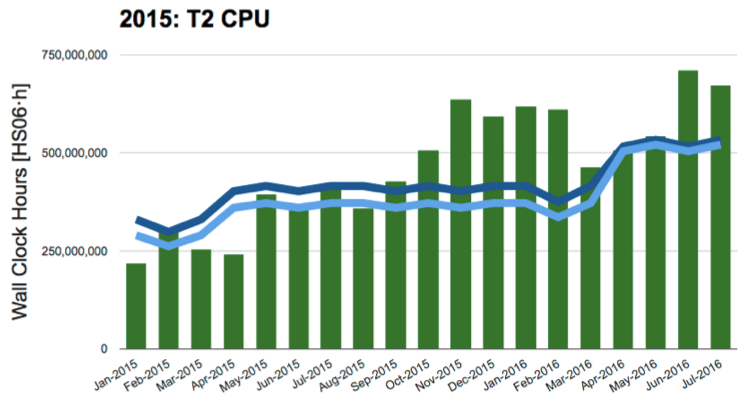 2015: T2 CPU
Wall Clock Hours [HS06·h]
750,000,000
500,000,000
250,000,000
0
Jan-2015
Feb-2015
Mar-2015
Apr-2015
May-2015
Jun-2015
Jul-2015
Aug-2015
Sep-2015
Oct-2015
Nov-2015
Dec-2015
Jan-2016
Feb-2016
Mar-2016
Apr-2016
May-2016
Jun-2016
Jul-2016